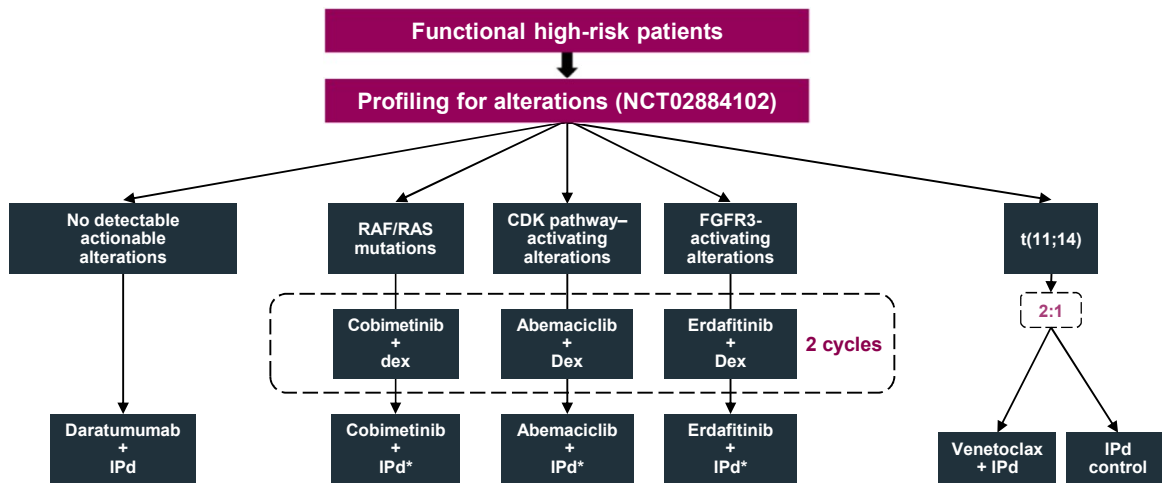 Functional high-risk patients
Profiling for alterations (NCT02884102)
No detectable
actionable
alterations
RAF/RAS
mutations
CDK pathway–
activating
alterations
FGFR3-
activating
alterations
t(11;14)
Cobimetinib
+
dex
Abemaciclib
+
Dex
Erdafitinib
+
Dex
2 cycles
2:1
Daratumumab
+
IPd
Cobimetinib
+
IPd*
Abemaciclib
+
IPd*
Erdafitinib
+
IPd*
Venetoclax
+ IPd
IPd
control